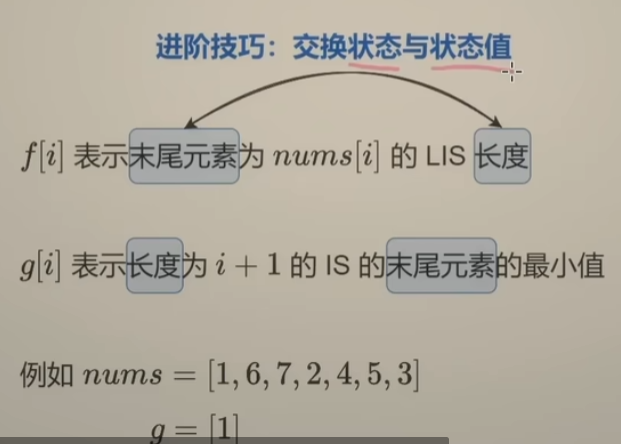 进阶技巧：交换状态与状态值
f[i] 表示末尾元素为 nums[i] 的 LIS 长度
g[i] 表示长度为 i + 1 的 IS 的末尾元素的最小值
例如 nums = [1, 6, 7, 2, 4, 5, 3]
g = [1]